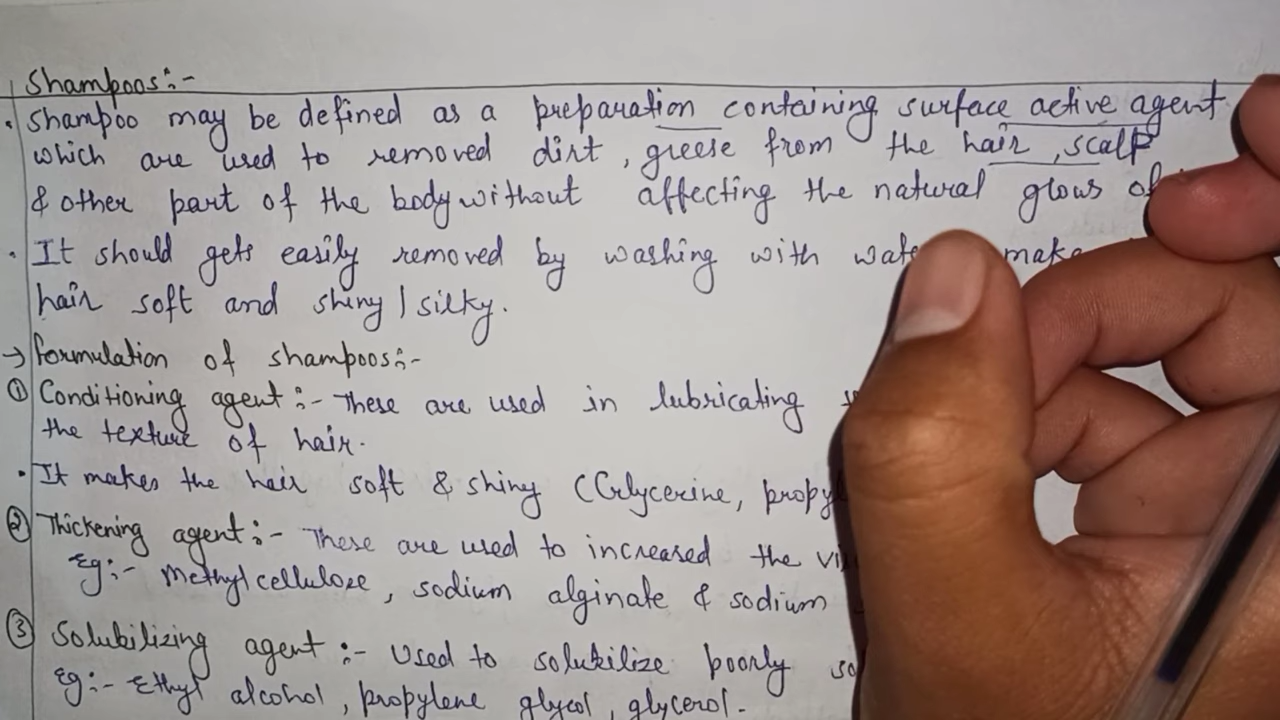 Shampoos:-
• Shampoo may be defined as a preparation containing surface active agent
which are used to removed dirt, greese from the hair, scalp
& other part of the body without affecting the natural glows of
• It should gets easily removed by washing with make
hair soft and shiny / silky.
→ formulation of shampoos:-
① Conditioning agent :- These are used in lubricating
the texture of hair.
• It makes the hair soft & shiny (Glycerine,
② Thickening agent:- These are used to increased the
Eg:- Methylcellulose, sodium alginate & sodium
③ Solubilizing agent :- Used to solubilize poorly
Eg:- Ethyl alcohol, propylene glycol, glycerol.